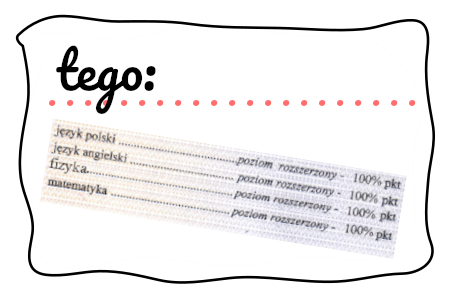 tego:
język polski ........................................poziom rozszerzony - 100% pkt
język angielski ..................................... poziom rozszerzony - 100% pkt
fizyka................................................ poziom rozszerzony - 100% pkt
matematyka ........................................ poziom rozszerzony - 100% pkt